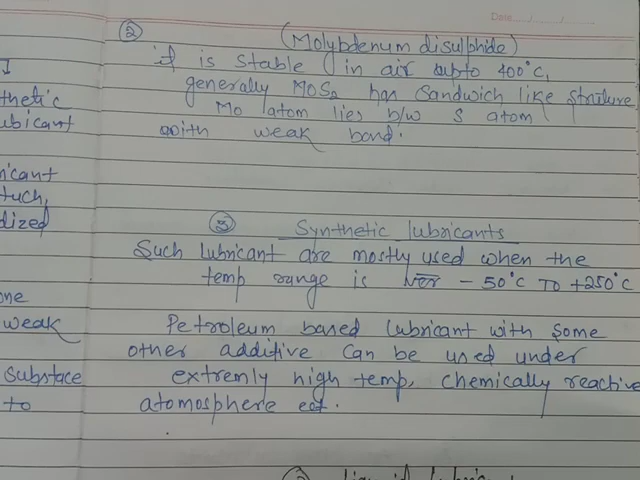 Date / /
I
thetic
ubicant
ricant
tuch,
dized
one
weak
substace
to
②
(Molybdenum disulphide)
it is stable in air upto 400°C,
generally MOS2 has Sandwich like struture
Mo atom lies b/w S atom
with weak bond.
③ Synthetic lubricants
Such lubricant are mostly used when the
temp range is -50°C TO +250°C
Petroleum based lubricant with some
other additive can be used under
extremly high temp, chemically reactive
atomosphere ect.